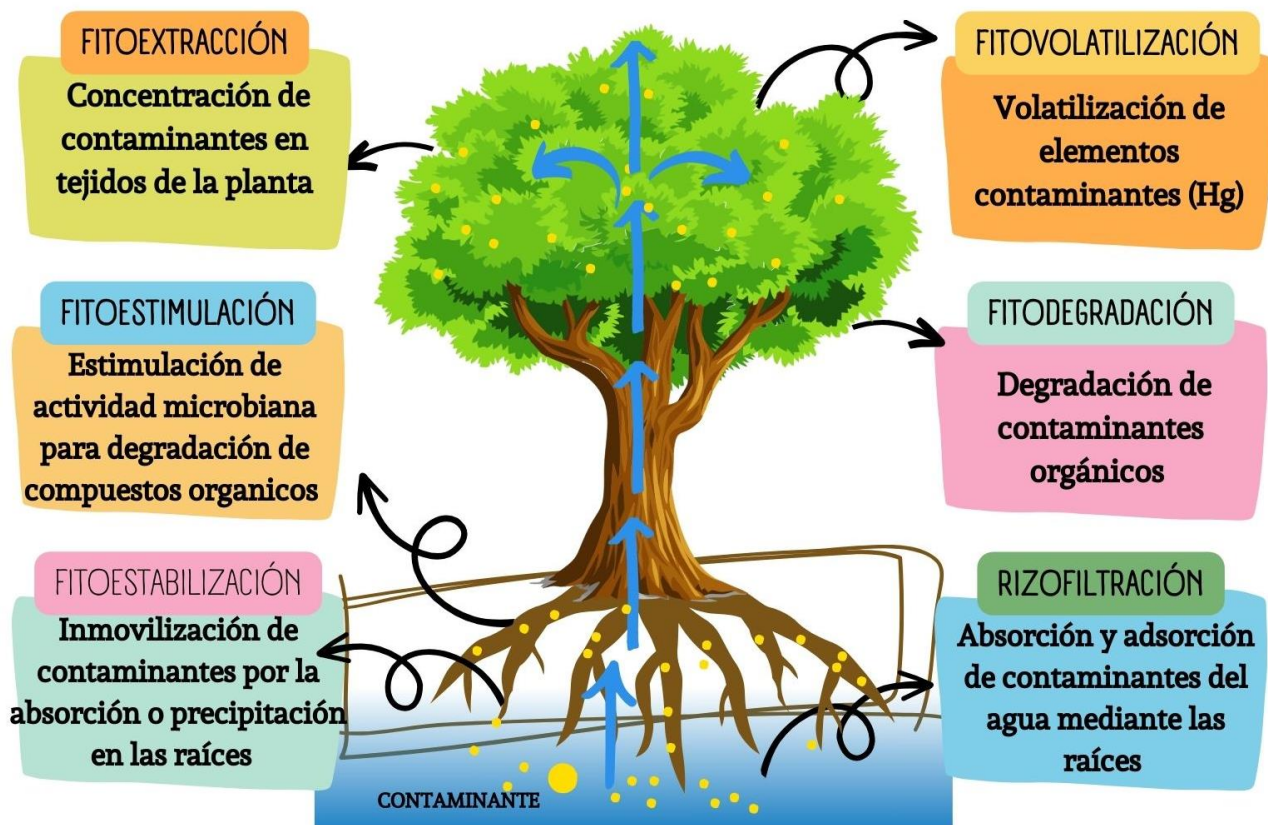 FITOEXTRACCIÓN
Concentración de
contaminantes en
tejidos de la planta
FITOESTIMULACIÓN
Estimulación de
actividad microbiana
para degradación de
compuestos organicos
FITOESTABILIZACIÓN
Inmovilización de
contaminantes por la
absorción o precipitación
en las raíces
CONTAMINANTE
FITOVOLATILIZACIÓN
Volatilización de
elementos
contaminantes (Hg)
FITODEGRADACIÓN
Degradación de
contaminantes
orgánicos
RIZOFILTRACIÓN
Absorción y adsorción
de contaminantes del
agua mediante las
raíces